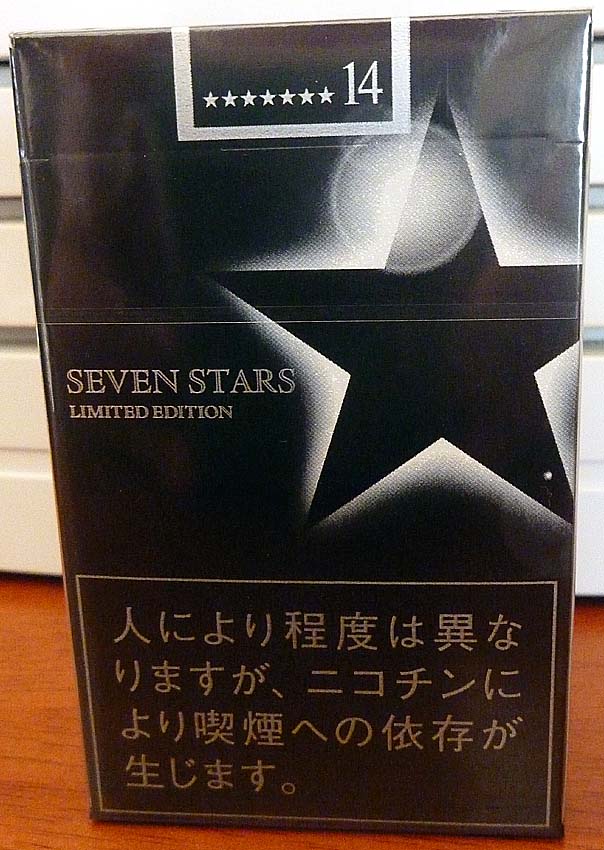 ★★★★★★★ 14
SEVEN STARS
LIMITED EDITION
人により程度は異な
りますが、ニコチンに
より喫煙への依存が
生じます。